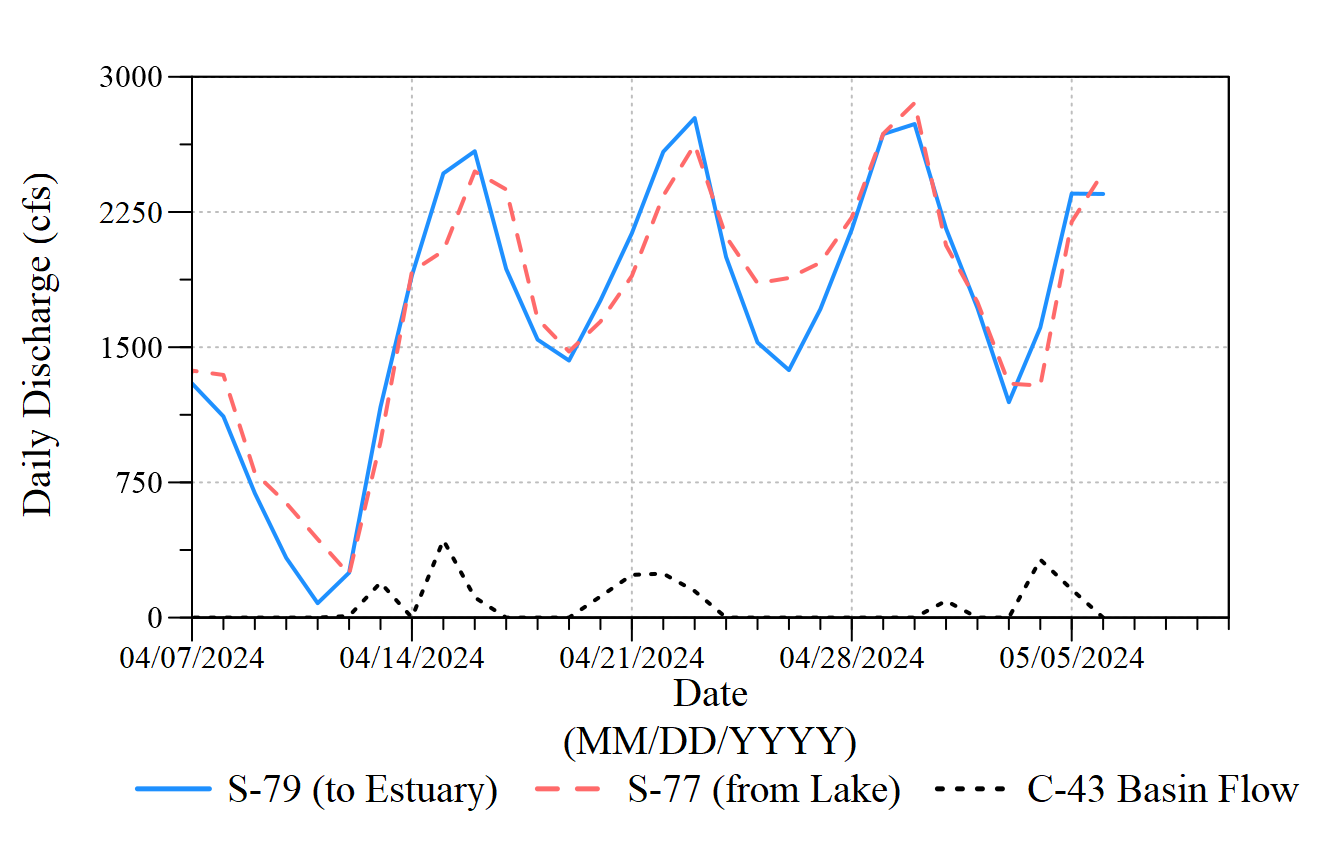 Daily Discharge (cfs)
3000
2250
1500
750
0
04/07/2024 04/14/2024 04/21/2024 04/28/2024 05/05/2024
Date
(MM/DD/YYYY)
S-79 (to Estuary) S-77 (from Lake) C-43 Basin Flow